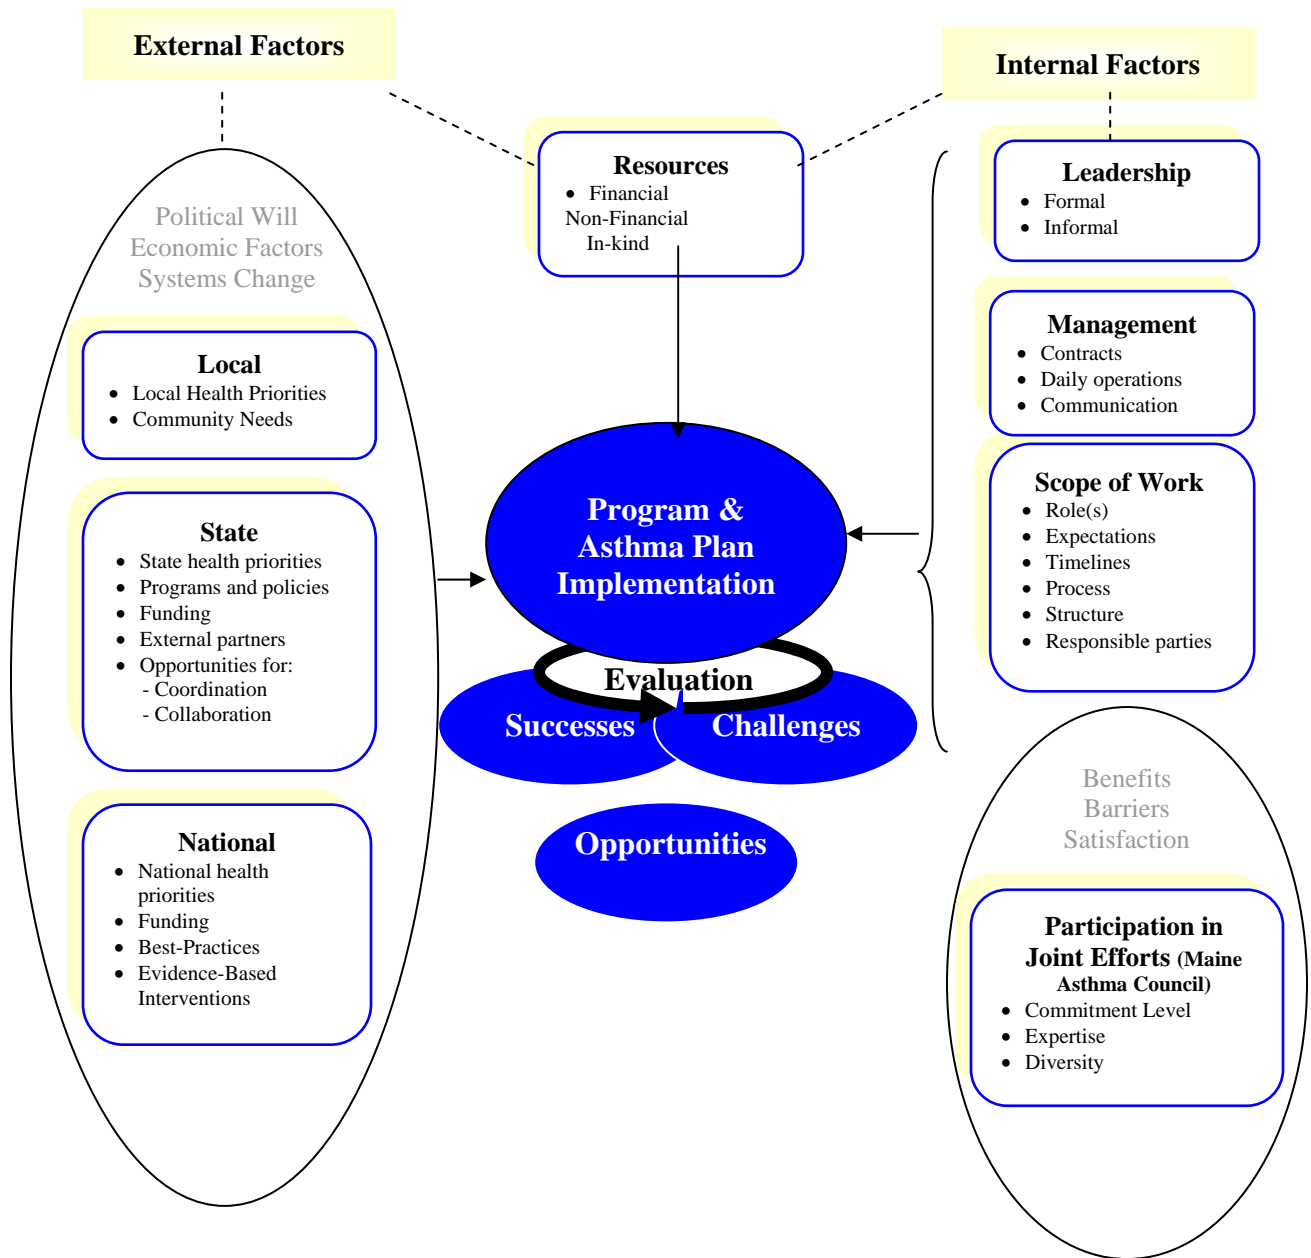 External Factors
Internal Factors
Resources
• Financial
Non-Financial
In-kind
Political Will
Economic Factors
Systems Change
Local
• Local Health Priorities
• Community Needs
State
• State health priorities
• Programs and policies
• Funding
• External partners
• Opportunities for:
- Coordination
- Collaboration
National
• National health
priorities
• Funding
• Best-Practices
• Evidence-Based
Interventions
Program &
Asthma Plan
Implementation
Evaluation
Successes
Challenges
Opportunities
Leadership
• Formal
• Informal
Management
• Contracts
• Daily operations
• Communication
Scope of Work
• Role(s)
• Expectations
• Timelines
• Process
• Structure
• Responsible parties
Benefits
Barriers
Satisfaction
Participation in
Joint Efforts (Maine
Asthma Council)
• Commitment Level
• Expertise
• Diversity